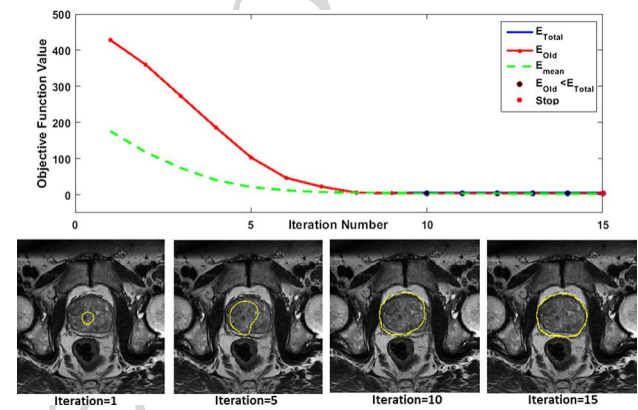 500
400
300
200
100
0
Objective Function Value
E_Total
E_Old
E_mean
E_Old <E_Total
Stop
0 5 10 15
Iteration Number
Iteration=1 Iteration=5 Iteration=10 Iteration=15